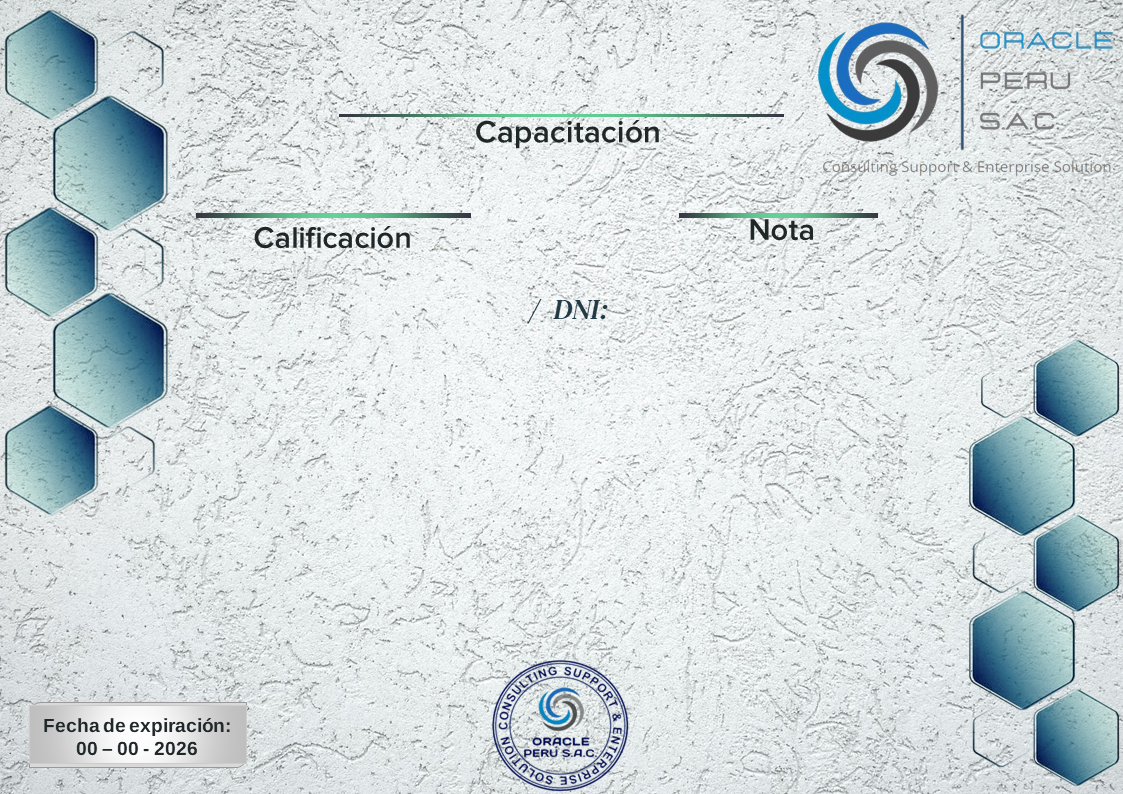 ORACLE
PERU
S.A.C
Consulting Support & Enterprise Solution
Capacitación
Calificación
Nota
/ DNI:
Fecha de expiración:
00 – 00 - 2026
CONSULTING SUPPORT & ENTERPRISE SOLUTION
ORACLE
PERU S.A.C.